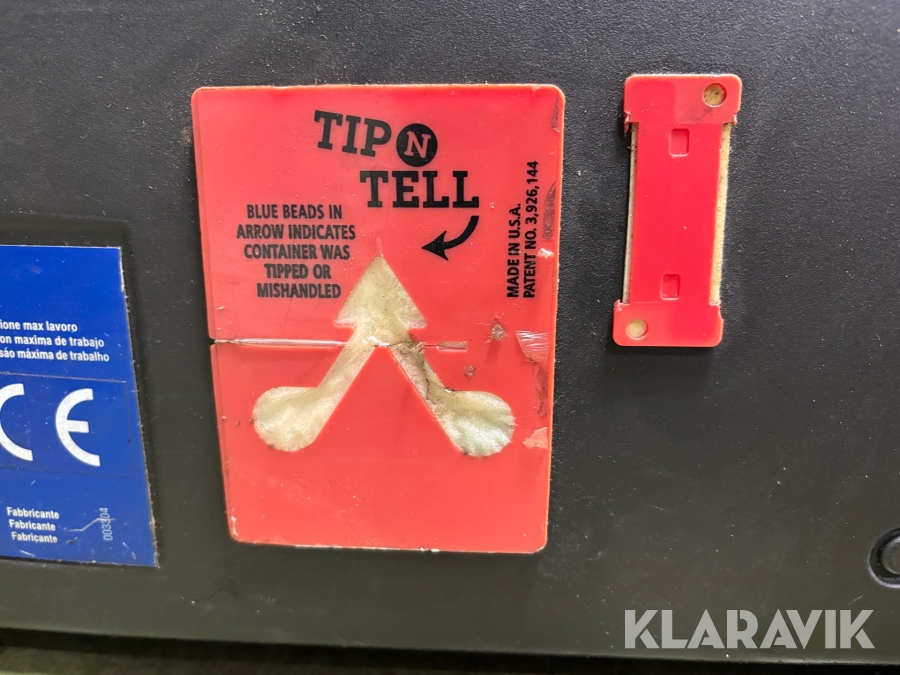 TIP N
TELL
BLUE BEADS IN
ARROW INDICATES
CONTAINER WAS
TIPPED OR
MISHANDLED
MADE IN U.S.A.
PATENT NO. 3,926,144
ione max lavoro
on maxima de trabajo
são máxima de trabalho
CE
Fabbricante
Fabricante
Fabricante
003304
KLARAVIK